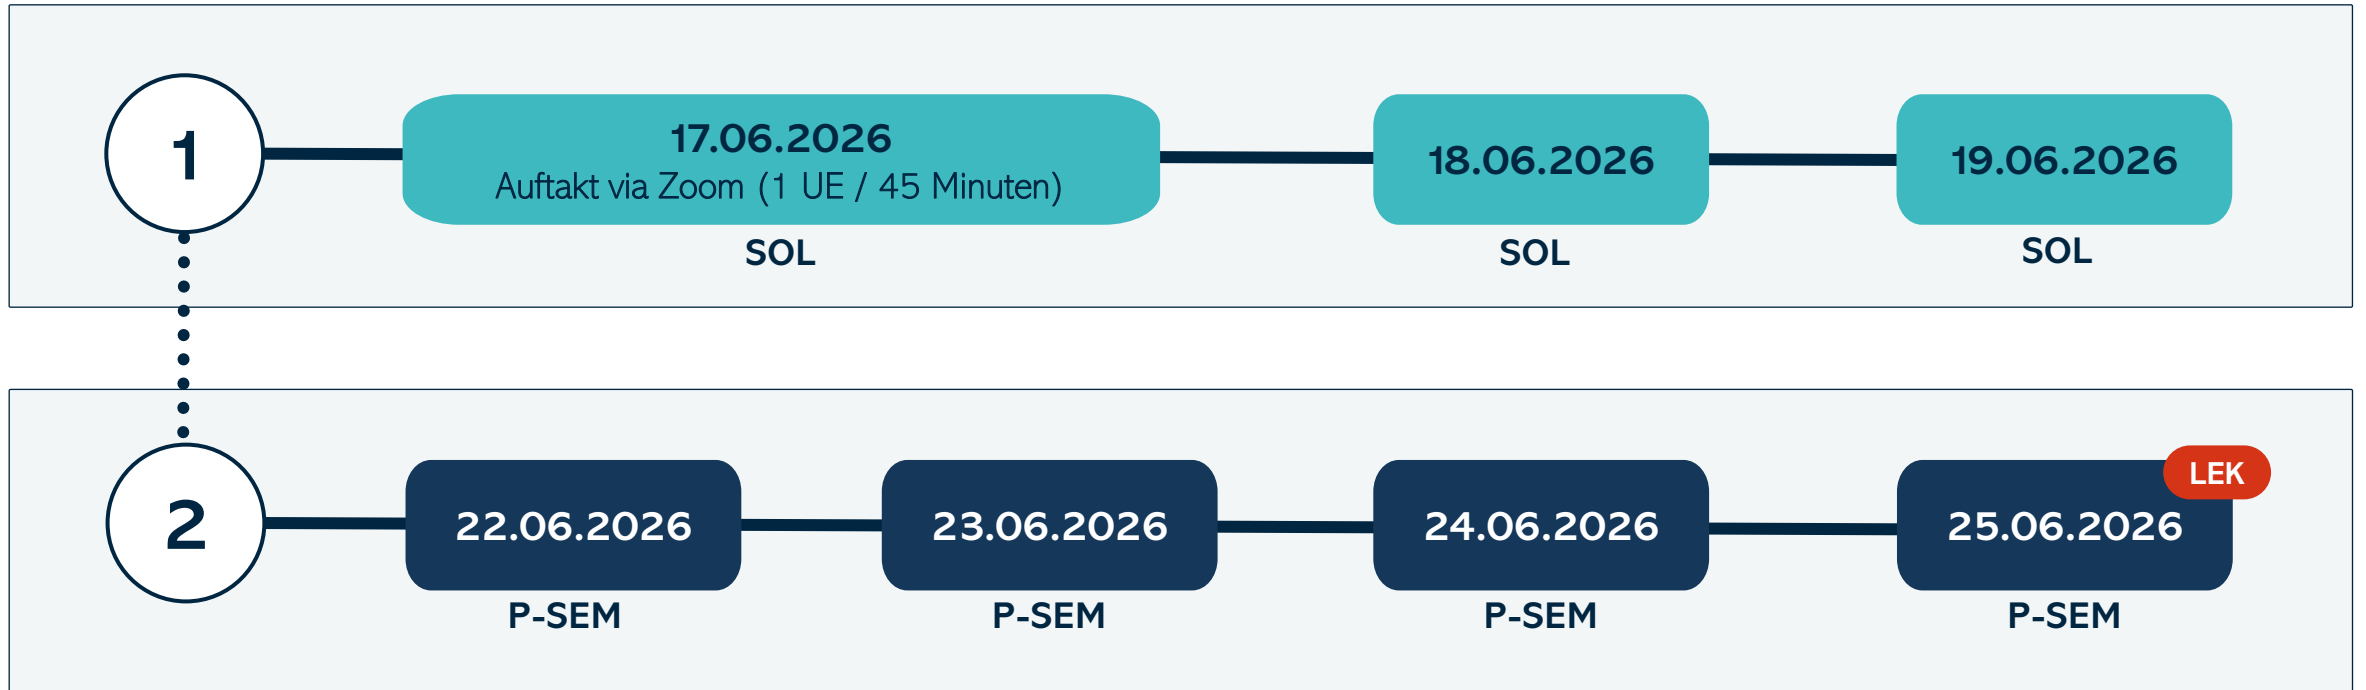 1
17.06.2026
Auftakt via Zoom (1 UE / 45 Minuten)
SOL
18.06.2026
SOL
19.06.2026
SOL
2
22.06.2026
P-SEM
23.06.2026
P-SEM
24.06.2026
P-SEM
LEK
25.06.2026
P-SEM